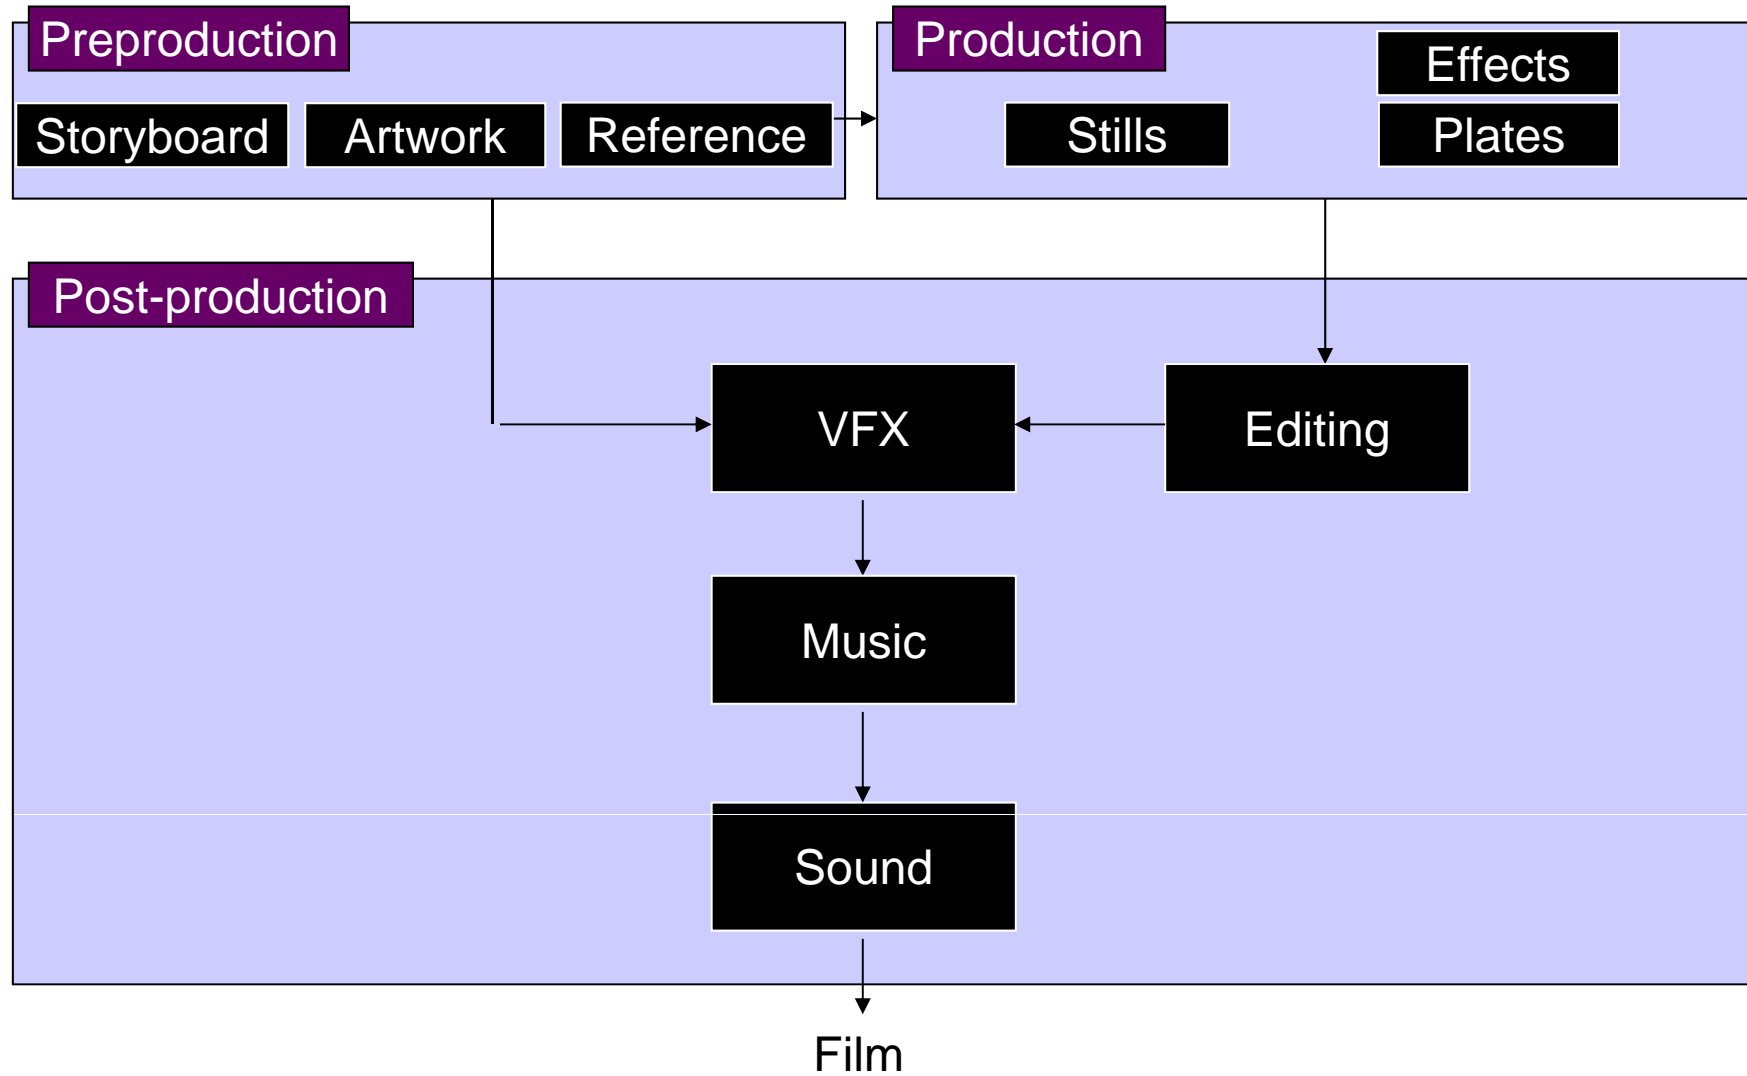 Preproduction
Storyboard
Artwork
Reference
Production
Effects
Stills
Plates
Post-production
VFX
Editing
Music
Sound
Film